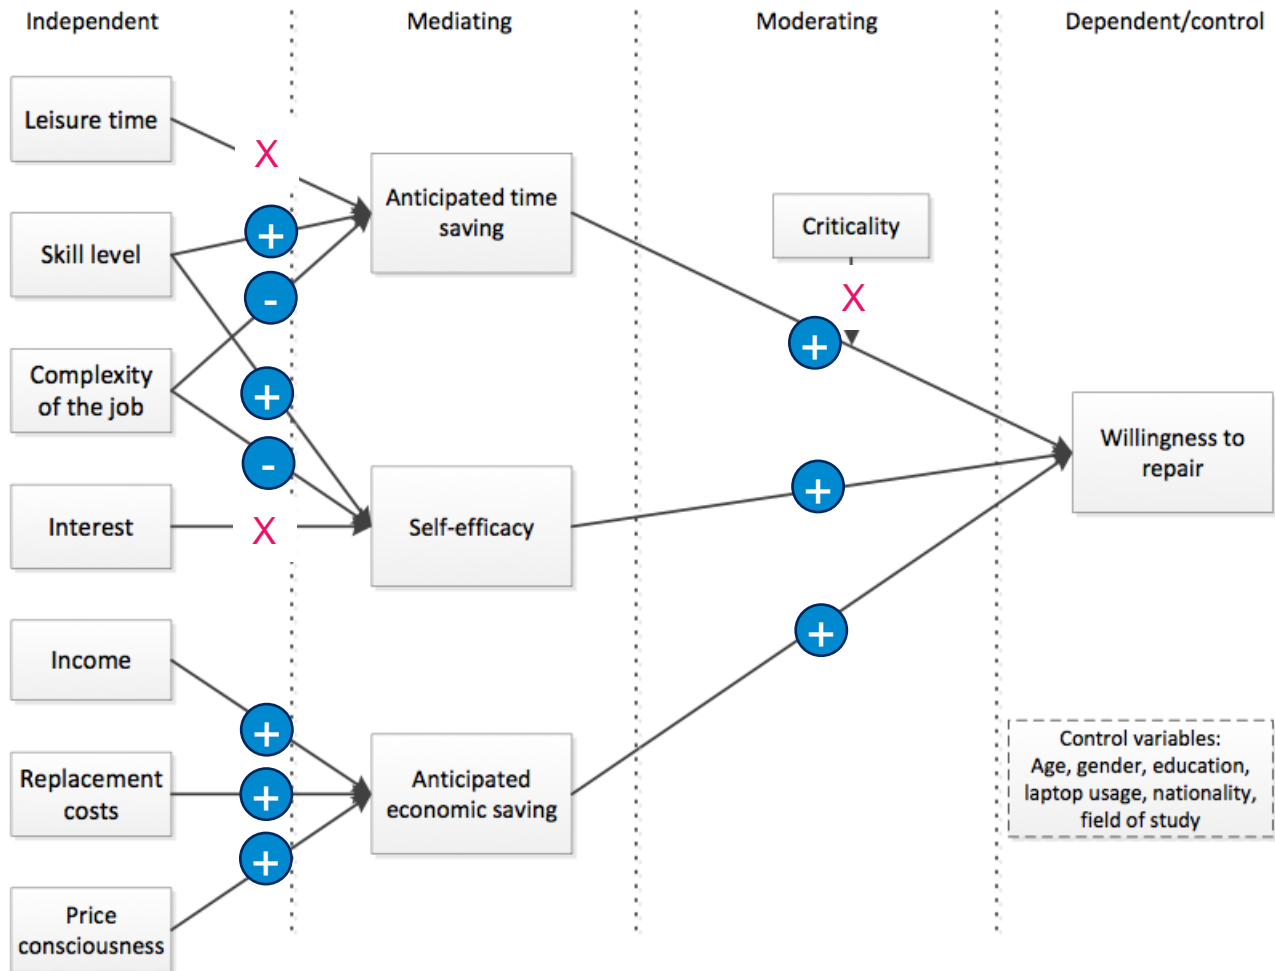 Independent
Mediating
Moderating
Dependent/control
Leisure time
X
Anticipated time
saving
Skill level
+
Criticality
-
X
+
Complexity
of the job
+
Willingness to
repair
-
+
Interest
X
Self-efficacy
Income
+
+
Replacement
costs
+
Anticipated
economic saving
Control variables:
Age, gender, education,
laptop usage, nationality,
field of study
+
Price
consciousness